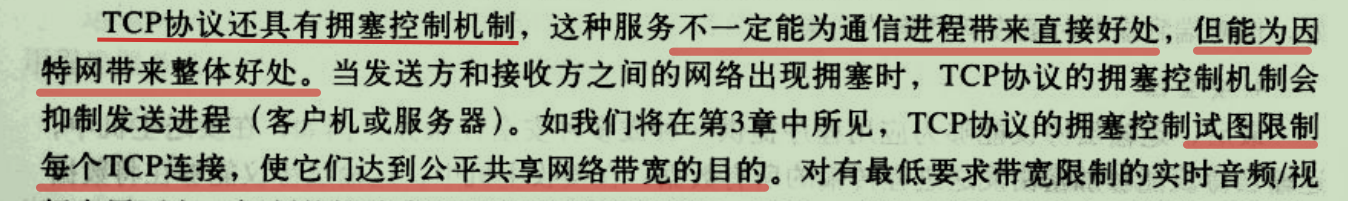 TCP协议还具有拥塞控制机制，这种服务不一定能为通信进程带来直接好处，但能为因
特网带来整体好处。当发送方和接收方之间的网络出现拥塞时，TCP协议的拥塞控制机制会
抑制发送进程（客户机或服务器）。如我们将在第3章中所见，TCP协议的拥塞控制试图限制
每个TCP连接，使它们达到公平共享网络带宽的目的。对有最低要求带宽限制的实时音频/视